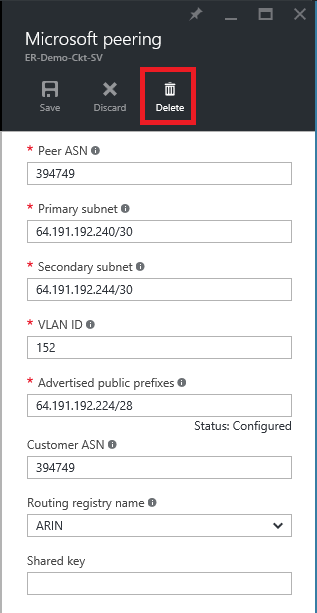 Microsoft peering
ER-Demo-Ckt-SV
Save Discard Delete
* Peer ASN
394749
* Primary subnet
64.191.192.240/30
* Secondary subnet
64.191.192.244/30
* VLAN ID
152
* Advertised public prefixes
64.191.192.224/28
Status: Configured
Customer ASN
394749
Routing registry name
ARIN
Shared key